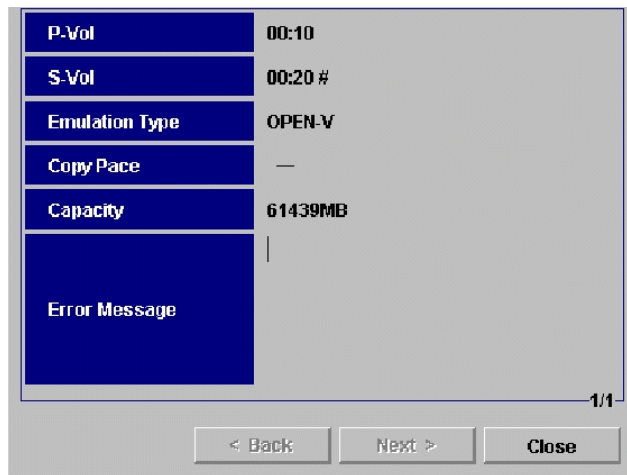 P-Vol 00:10
S-Vol 00:20 #
Emulation Type OPEN-V
Copy Pace —
Capacity 61439MB
Error Message
1/1
< Back Next > Close